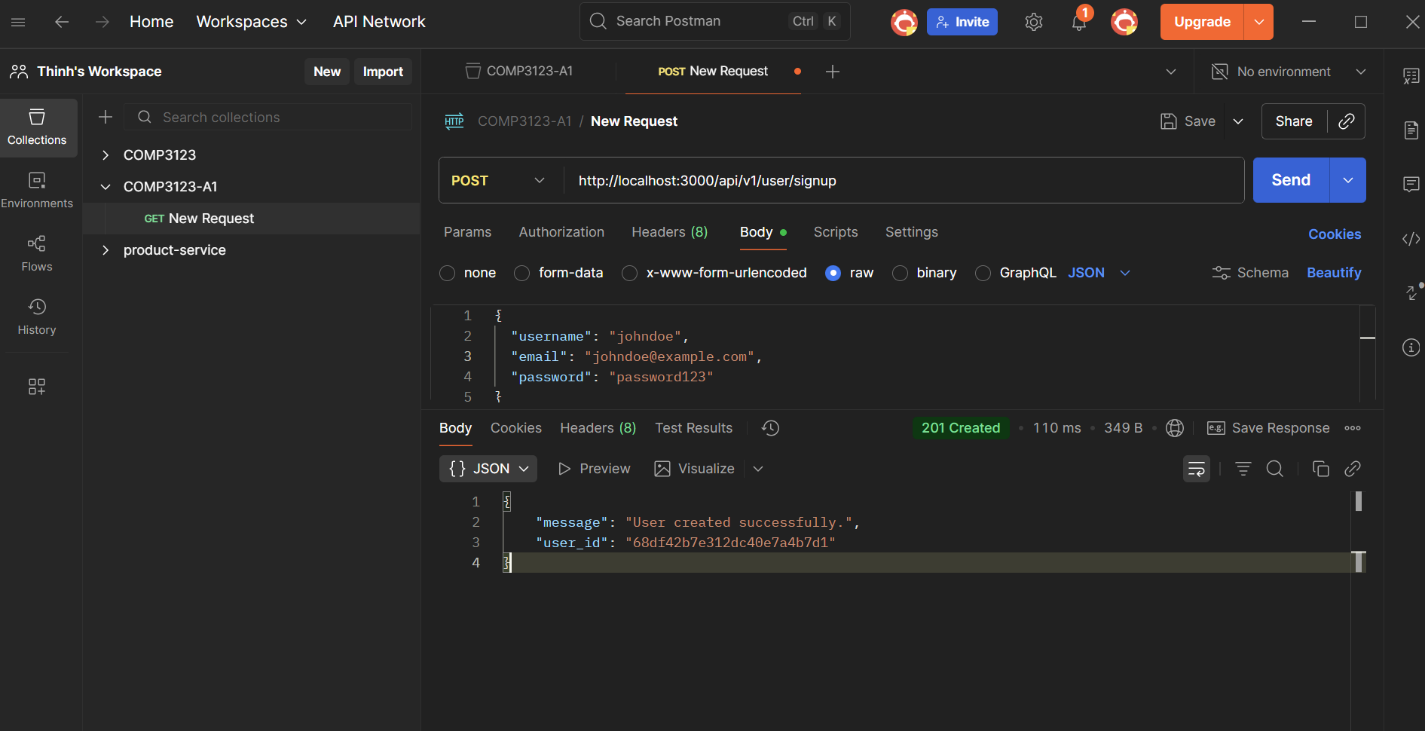 Home Workspaces API Network Search Postman Ctrl K Invite 1 Upgrade
Thinh's Workspace New Import COMP3123-A1 POST New Request No environment
Collections
Search collections
HTTP COMP3123-A1 / New Request Save Share
COMP3123
COMP3123-A1
GET New Request
product-service
Environments
Flows
History
POST http://localhost:3000/api/v1/user/signup Send
Params Authorization Headers (8) Body Scripts Settings Cookies
none form-data x-www-form-urlencoded raw binary GraphQL JSON Schema Beautify
1 {
2 "username": "johndoe",
3 "email": "johndoe@example.com",
4 "password": "password123"
5 }
Body Cookies Headers (8) Test Results 201 Created 110 ms 349 B e.g. Save Response
{} JSON Preview Visualize
1 {
2 "message": "User created successfully.",
3 "user_id": "68df42b7e312dc40e7a4b7d1"
4 }